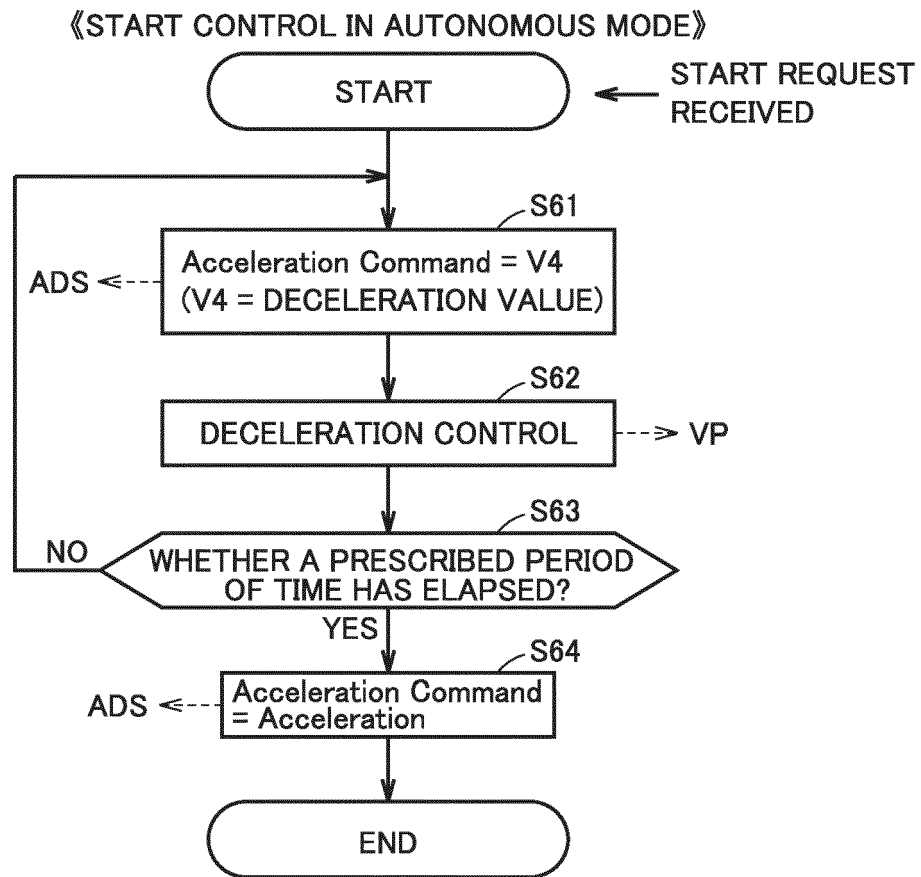 《START CONTROL IN AUTONOMOUS MODE》
START
START REQUEST
RECEIVED
S61
Acceleration Command = V4
(V4 = DECELERATION VALUE)
ADS
S62
DECELERATION CONTROL
VP
S63
NO
WHETHER A PRESCRIBED PERIOD
OF TIME HAS ELAPSED?
YES
S64
ADS
Acceleration Command
= Acceleration
END